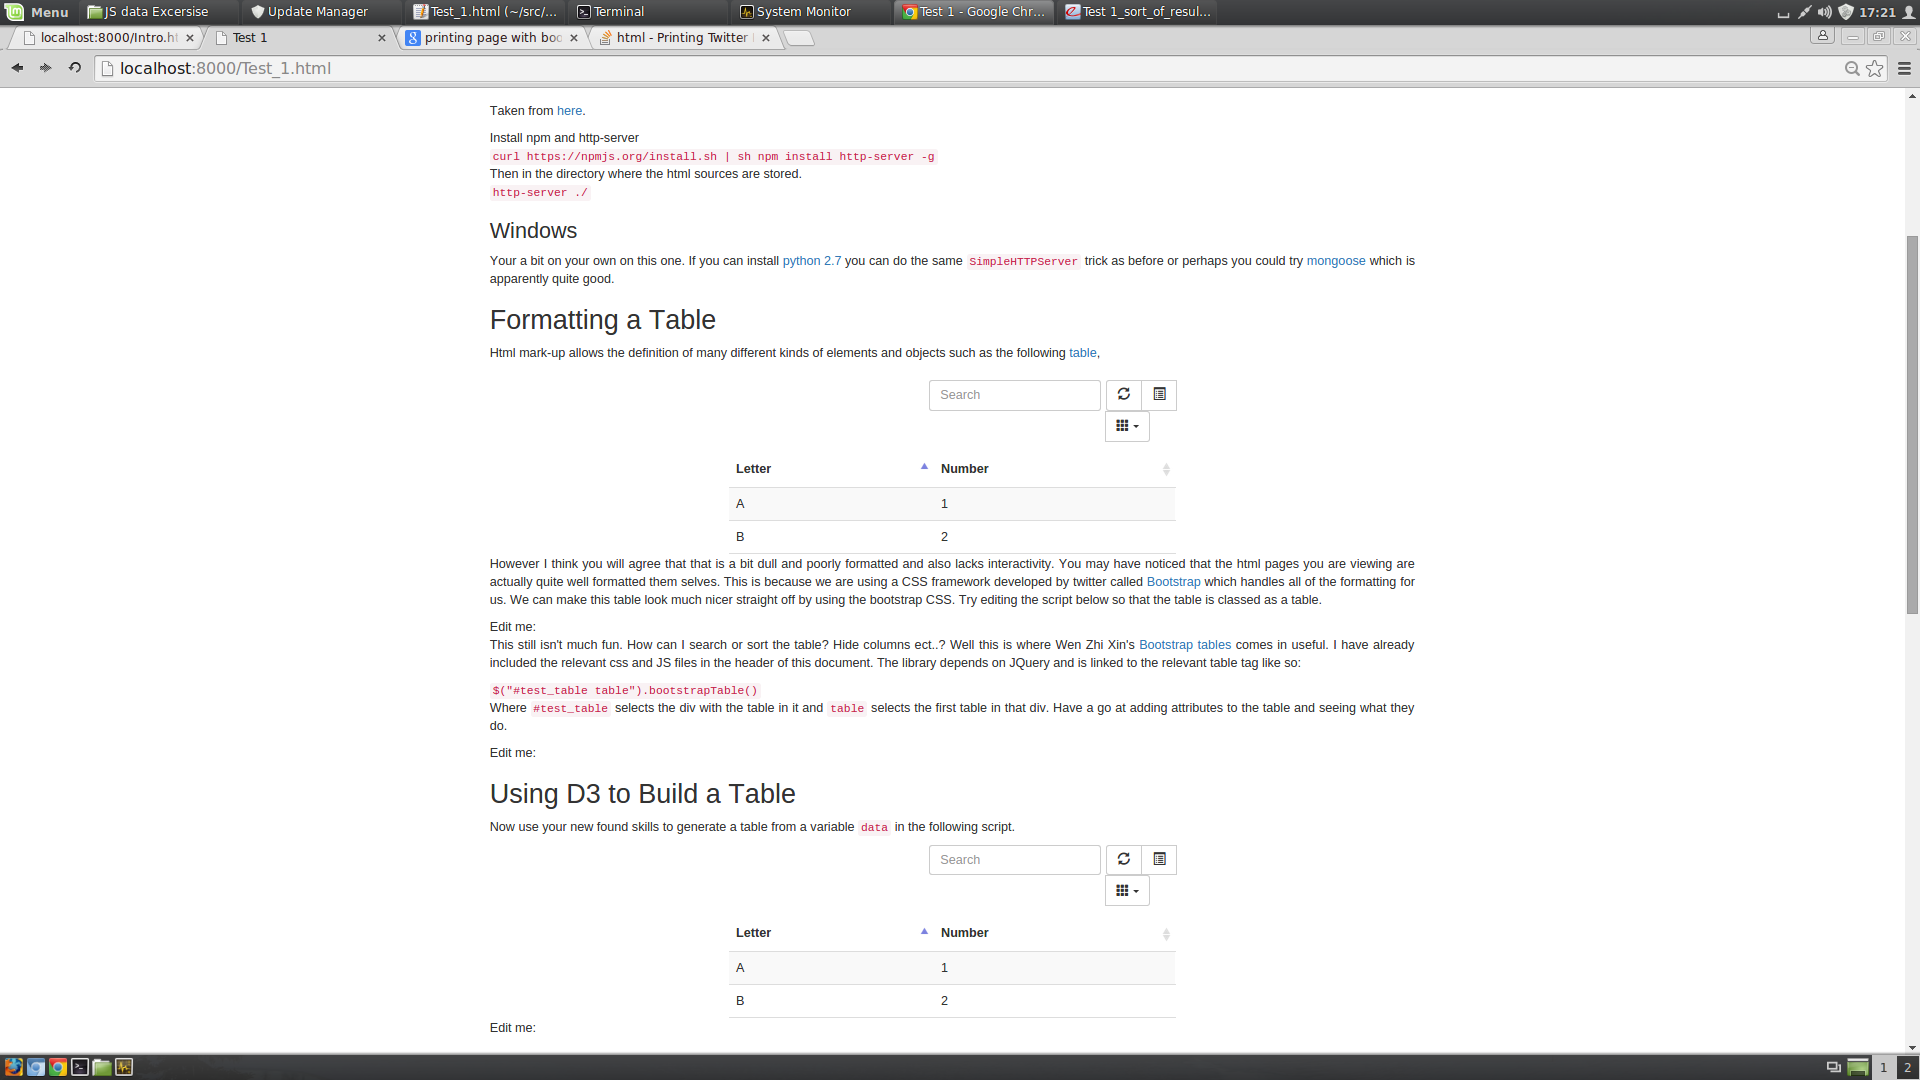 Menu JS data Excersise Update Manager Test_1.html (~/src/... Terminal System Monitor Test 1 - Google Chr... Test 1_sort_of_resul... 17:21
localhost:8000/Intro.h Test 1 printing page with boo html - Printing Twitter
localhost:8000/Test_1.html
Taken from here.
Install npm and http-server
curl https://npmjs.org/install.sh | sh npm install http-server -g
Then in the directory where the html sources are stored.
http-server ./
Windows
Your a bit on your own on this one. If you can install python 2.7 you can do the same SimpleHTTPServer trick as before or perhaps you could try mongoose which is
apparently quite good.
Formatting a Table
Html mark-up allows the definition of many different kinds of elements and objects such as the following table,
Search
Letter Number
A 1
B 2
However I think you will agree that that is a bit dull and poorly formatted and also lacks interactivity. You may have noticed that the html pages you are viewing are
actually quite well formatted them selves. This is because we are using a CSS framework developed by twitter called Bootstrap which handles all of the formatting for
us. We can make this table look much nicer straight off by using the bootstrap CSS. Try editing the script below so that the table is classed as a table.
Edit me:
This still isn't much fun. How can I search or sort the table? Hide columns ect..? Well this is where Wen Zhi Xin's Bootstrap tables comes in useful. I have already
included the relevant css and JS files in the header of this document. The library depends on JQuery and is linked to the relevant table tag like so:
$("#test_table table").bootstrapTable()
Where #test_table selects the div with the table in it and table selects the first table in that div. Have a go at adding attributes to the table and seeing what they
do.
Edit me:
Using D3 to Build a Table
Now use your new found skills to generate a table from a variable data in the following script.
Search
Letter Number
A 1
B 2
Edit me:
1 2